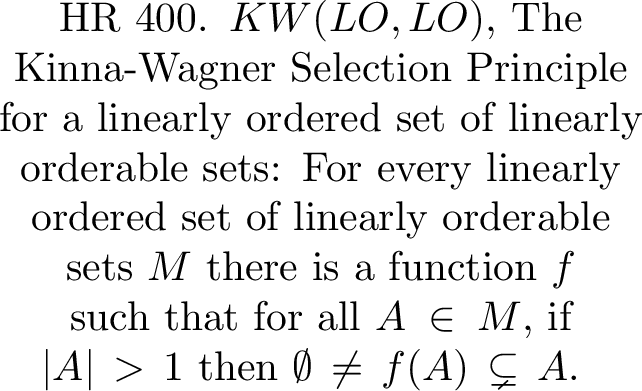 HR 400. KW(LO, LO), The
Kinna-Wagner Selection Principle
for a linearly ordered set of linearly
orderable sets: For every linearly
ordered set of linearly orderable
sets M there is a function f
such that for all A ∈ M, if
|A| > 1 then ∅ ≠ f(A) ⊊ A.